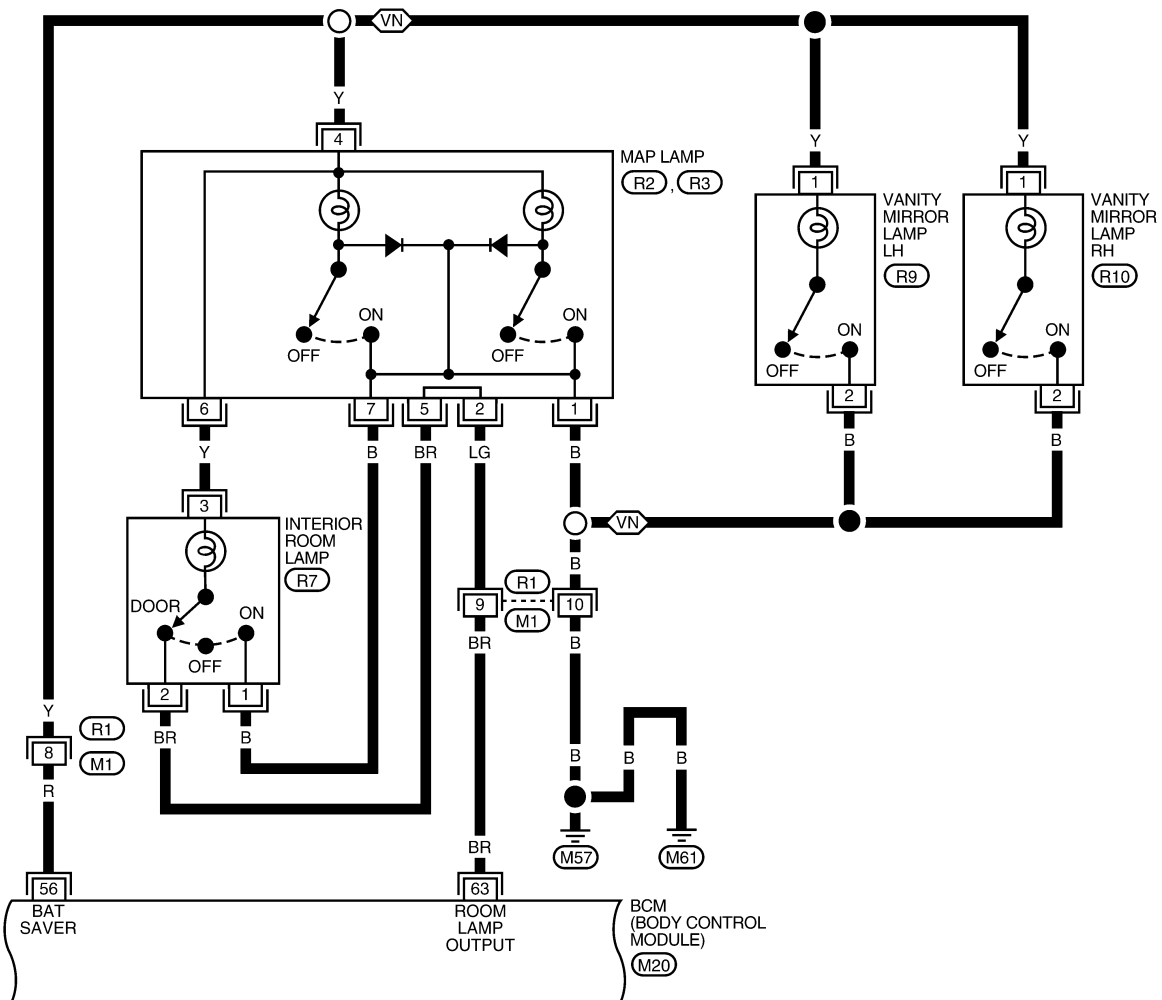 VN
Y
4
MAP LAMP
R2 , R3
Y
Y
1
1
VANITY
MIRROR
LAMP
LH
R9
VANITY
MIRROR
LAMP
RH
R10
ON
OFF
ON
OFF
ON
OFF
ON
OFF
6
7
5
2
1
2
2
Y
B
BR
LG
B
B
B
3
INTERIOR
ROOM
LAMP
R7
VN
B
DOOR
ON
OFF
R1
9
10
M1
BR
B
2
1
Y
R1
BR
B
8
M1
B
B
B
R
BR
M57
M61
56
63
BAT
SAVER
ROOM
LAMP
OUTPUT
BCM
(BODY CONTROL
MODULE)
M20